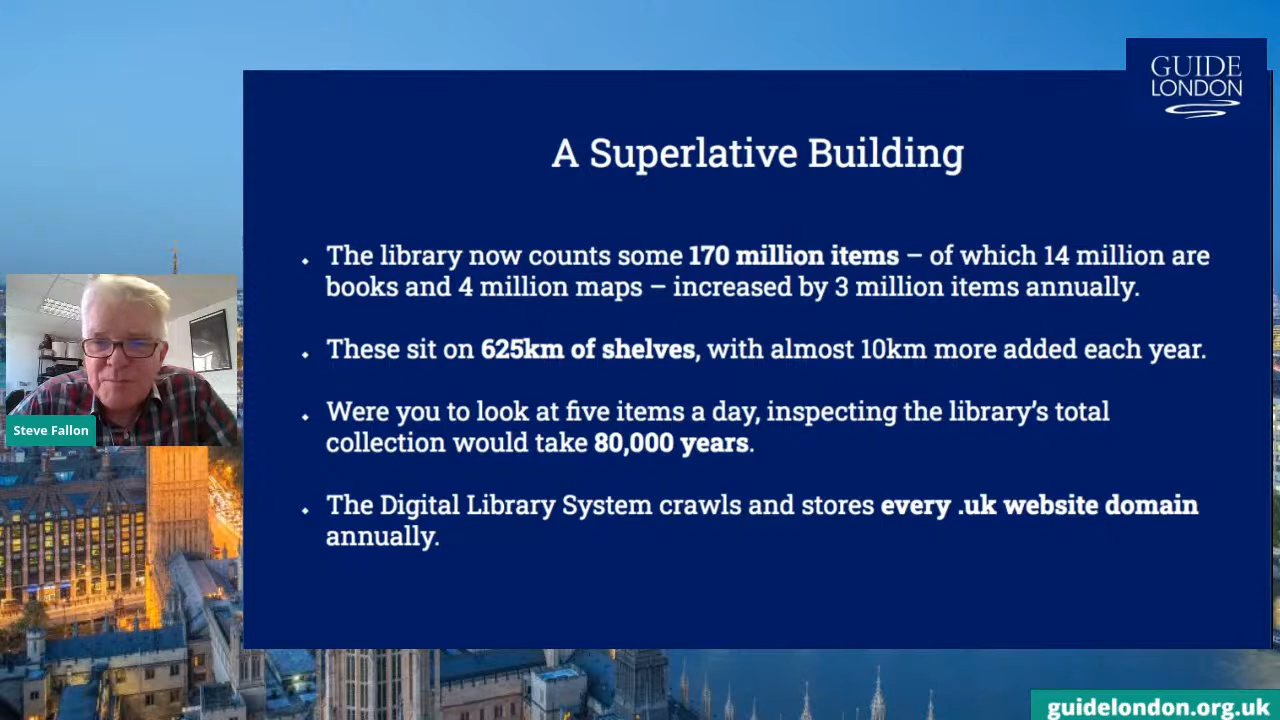 GUIDE
LONDON
A Superlative Building
The library now counts some 170 million items – of which 14 million are
books and 4 million maps – increased by 3 million items annually.
These sit on 625km of shelves, with almost 10km more added each year.
Were you to look at five items a day, inspecting the library's total
collection would take 80,000 years.
The Digital Library System crawls and stores every .uk website domain
annually.
Steve Fallon
guidelondon.org.uk